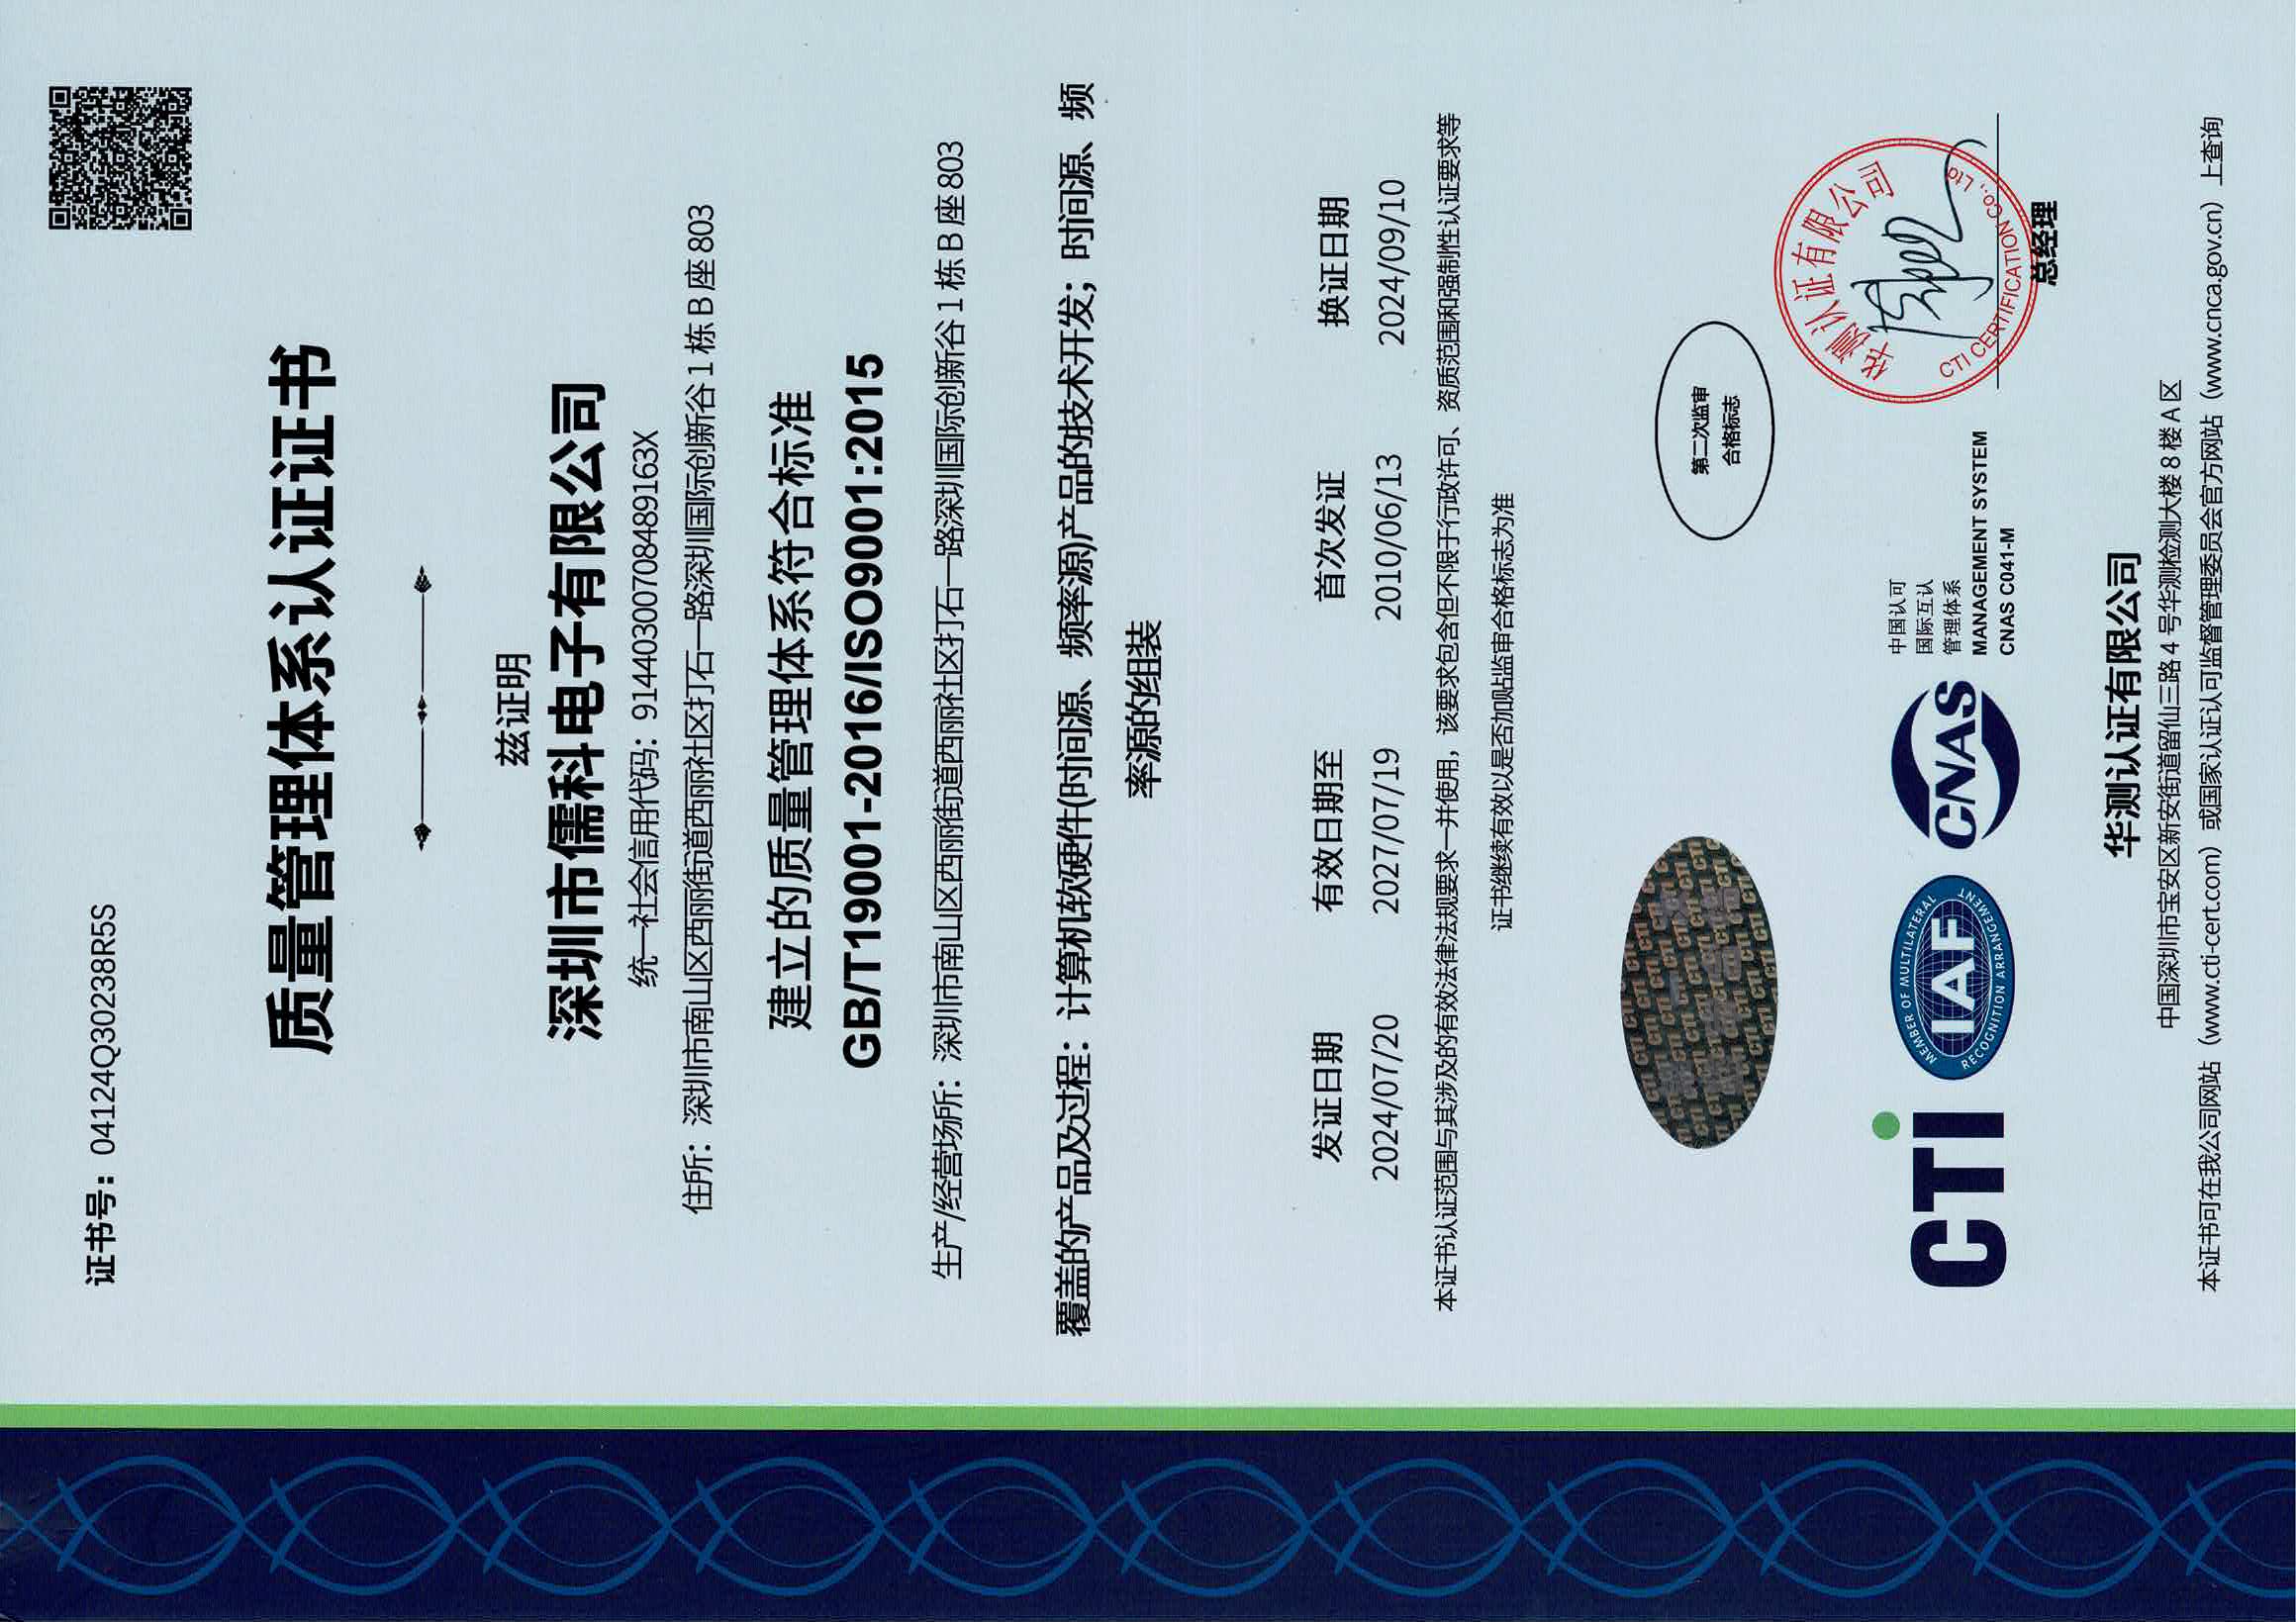 证书号：04124Q30238R5S
质量管理体系认证证书
兹证明
深圳市儒科电子有限公司
统一社会信用代码：91440300708489163X
住所：深圳市南山区西丽街道西丽社区打石一路深圳国际创新谷1栋B座803
建立的质量管理体系符合标准
GB/T19001-2016/ISO9001:2015
生产/经营场所：深圳市南山区西丽街道西丽社区打石一路深圳国际创新谷1栋B座803
覆盖的产品及过程：计算机软硬件(时间源、频率源)产品的技术开发；时间源、频
率源的组装
发证日期 有效日期至 首次发证 换证日期
2024/07/20 2027/07/19 2010/06/13 2024/09/10
本证书认证范围与其涉及的有效法律法规要求一并使用，该要求包含但不限于行政许可、资质范围和强制性认证要求等
证书继续有效以是否加贴监审合格标志为准
第二次监审
合格标志
CTI
MEMBER OF MULTILATERAL
IAF
RECOGNITION ARRANGEMENT
CNAS
中国认可
国际互认
管理体系
MANAGEMENT SYSTEM
CNAS C041-M
华测认证有限公司
CTI CERTIFICATION Co., Ltd
总经理
华测认证有限公司
中国深圳市宝安区新安街道留仙三路4号华测检测大楼8楼A区
本证书可在我公司网站（www.cti-cert.com）或国家认证认可监督管理委员会官方网站（www.cnca.gov.cn）上查询